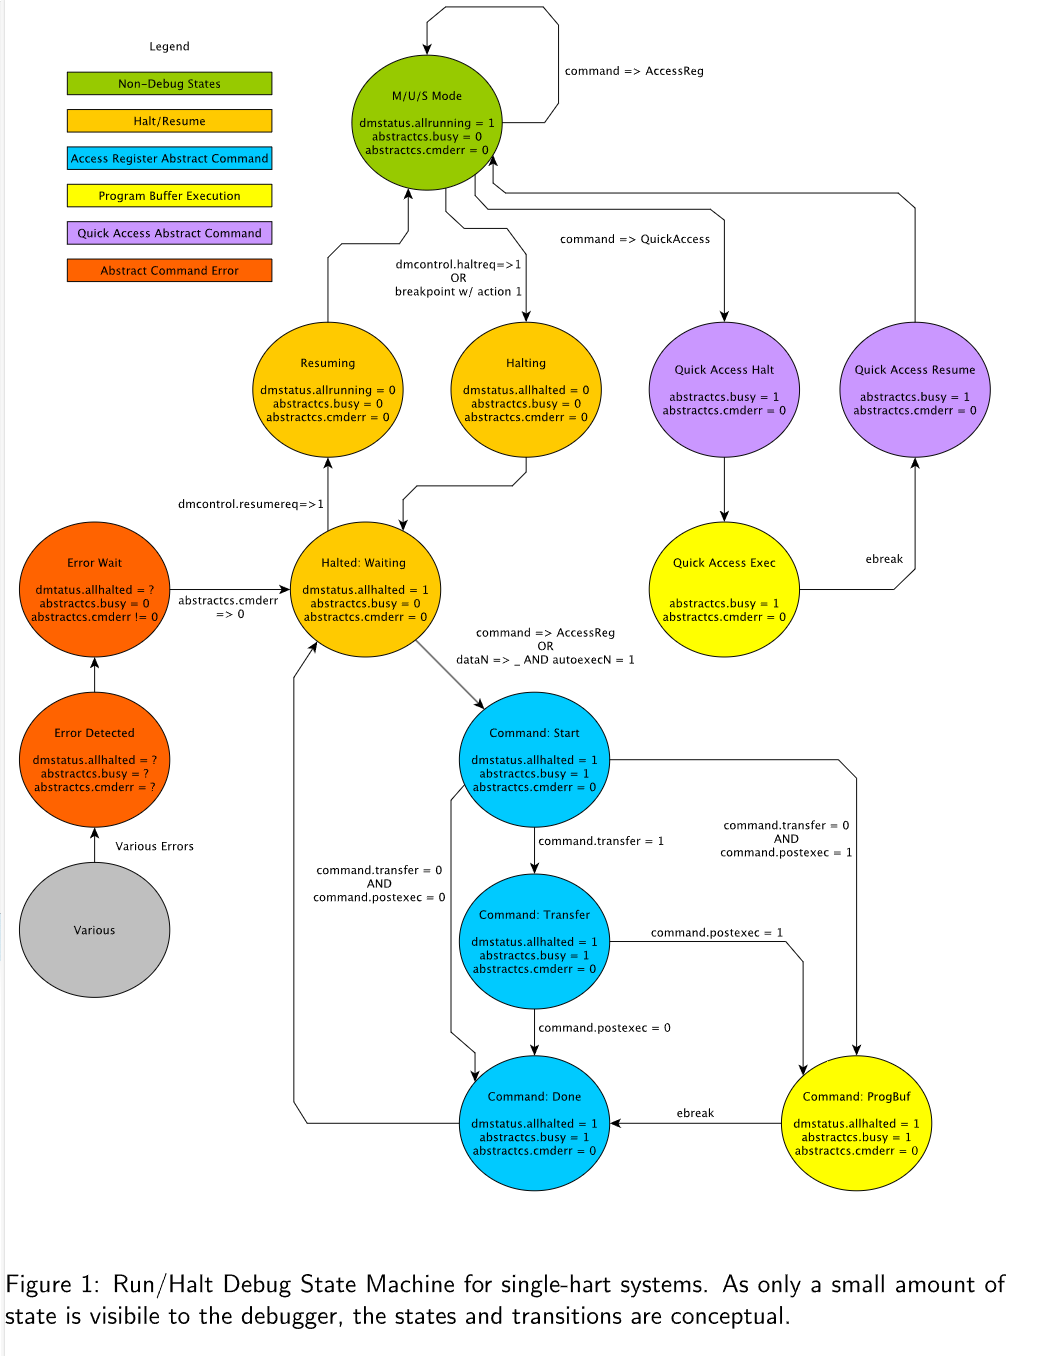 Legend
Non-Debug States
Halt/Resume
Access Register Abstract Command
Program Buffer Execution
Quick Access Abstract Command
Abstract Command Error
M/U/S Mode
dmstatus.allrunning = 1
abstractcs.busy = 0
abstractcs.cmderr = 0
command => AccessReg
command => QuickAccess
dmcontrol.haltreq=>1
OR
breakpoint w/ action 1
Resuming
dmstatus.allrunning = 0
abstractcs.busy = 0
abstractcs.cmderr = 0
Halting
dmstatus.allhalted = 0
abstractcs.busy = 0
abstractcs.cmderr = 0
Quick Access Halt
abstractcs.busy = 1
abstractcs.cmderr = 0
Quick Access Resume
abstractcs.busy = 1
abstractcs.cmderr = 0
dmcontrol.resumereq=>1
Error Wait
dmtatus.allhalted = ?
abstractcs.busy = 0
abstractcs.cmderr != 0
abstractcs.cmderr
=> 0
Halted: Waiting
dmstatus.allhalted = 1
abstractcs.busy = 0
abstractcs.cmderr = 0
Quick Access Exec
abstractcs.busy = 1
abstractcs.cmderr = 0
ebreak
command => AccessReg
OR
dataN => _ AND autoexecN = 1
Error Detected
dmstatus.allhalted = ?
abstractcs.busy = ?
abstractcs.cmderr = ?
Command: Start
dmstatus.allhalted = 1
abstractcs.busy = 1
abstractcs.cmderr = 0
Various Errors
command.transfer = 1
command.transfer = 0
AND
command.postexec = 1
command.transfer = 0
AND
command.postexec = 0
Various
Command: Transfer
dmstatus.allhalted = 1
abstractcs.busy = 1
abstractcs.cmderr = 0
command.postexec = 1
command.postexec = 0
Command: Done
dmstatus.allhalted = 1
abstractcs.busy = 1
abstractcs.cmderr = 0
ebreak
Command: ProgBuf
dmstatus.allhalted = 1
abstractcs.busy = 1
abstractcs.cmderr = 0
Figure 1: Run/Halt Debug State Machine for single-hart systems. As only a small amount of
state is visibile to the debugger, the states and transitions are conceptual.